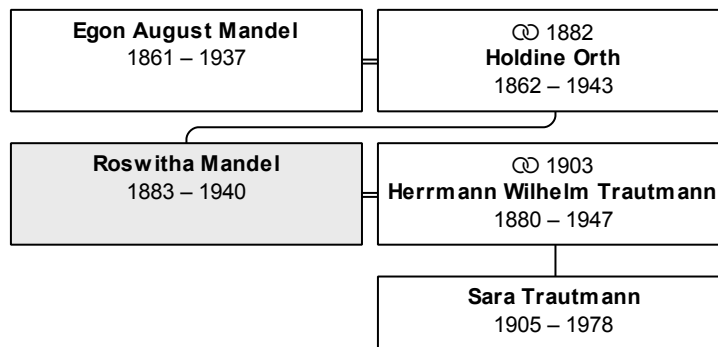 Egon August Mandel
1861 – 1937
⚭ 1882
Holdine Orth
1862 – 1943
Roswitha Mandel
1883 – 1940
⚭ 1903
Herrmann Wilhelm Trautmann
1880 – 1947
Sara Trautmann
1905 – 1978